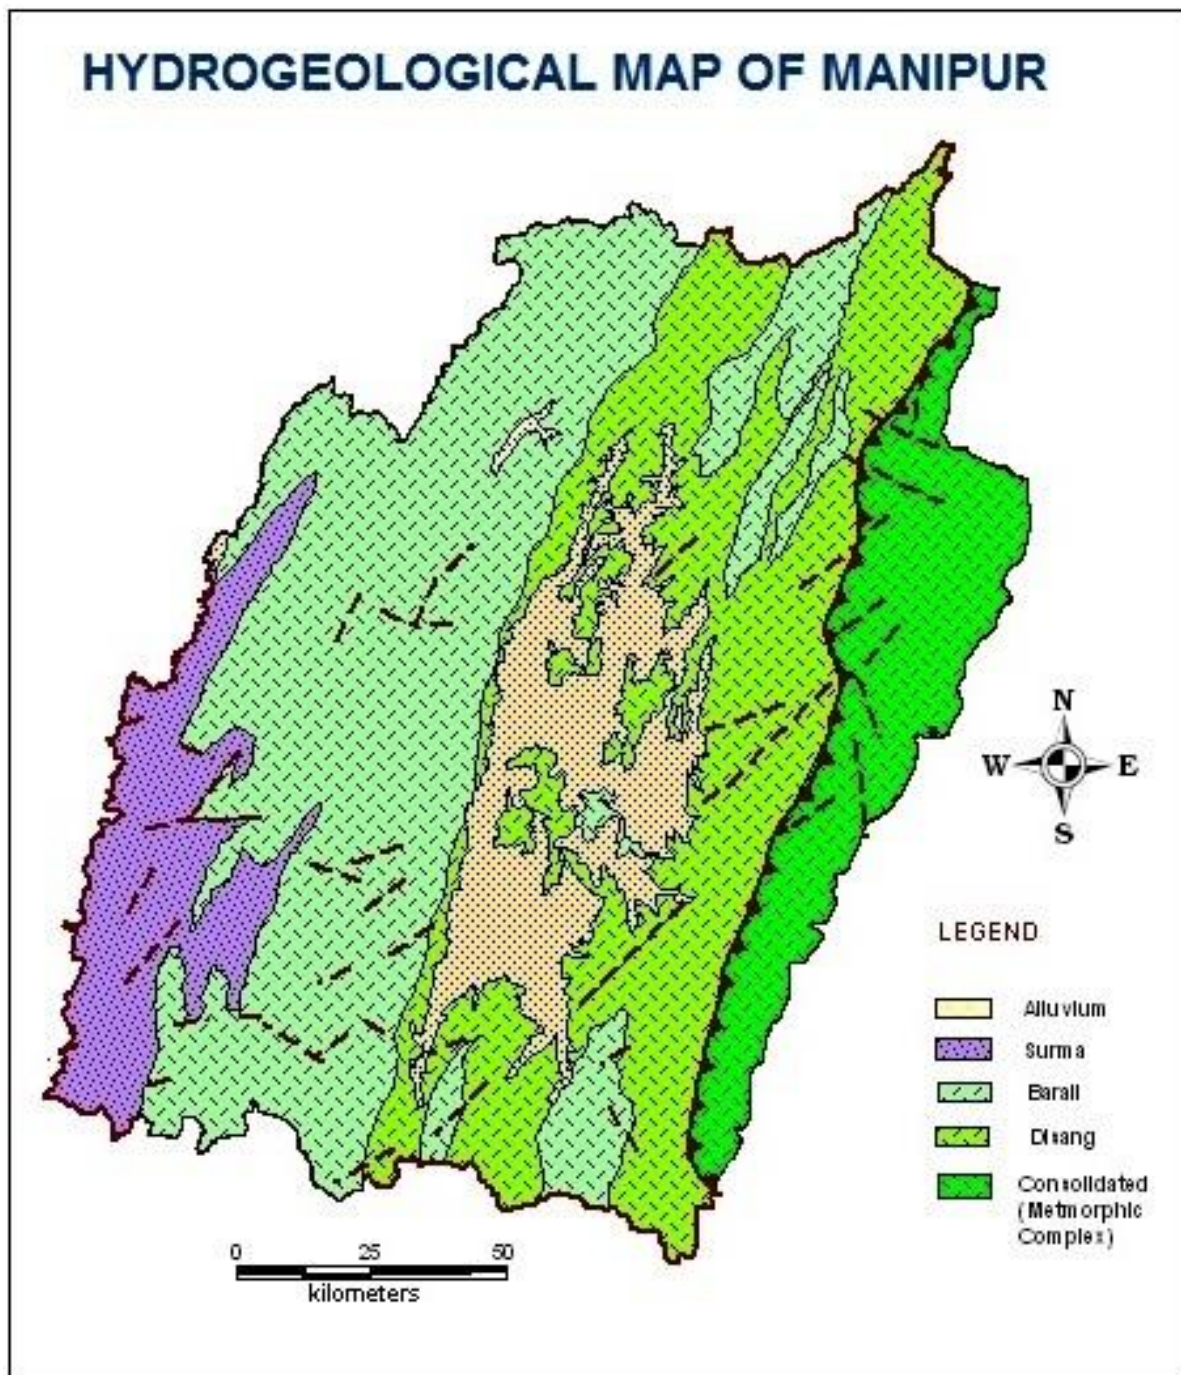 HYDROGEOLOGICAL MAP OF MANIPUR
N
W E
S
LEGEND
Alluvium
Surma
Barail
Disang
Consolidated
(Metmorphic
Complex)
0 25 50
kilometers